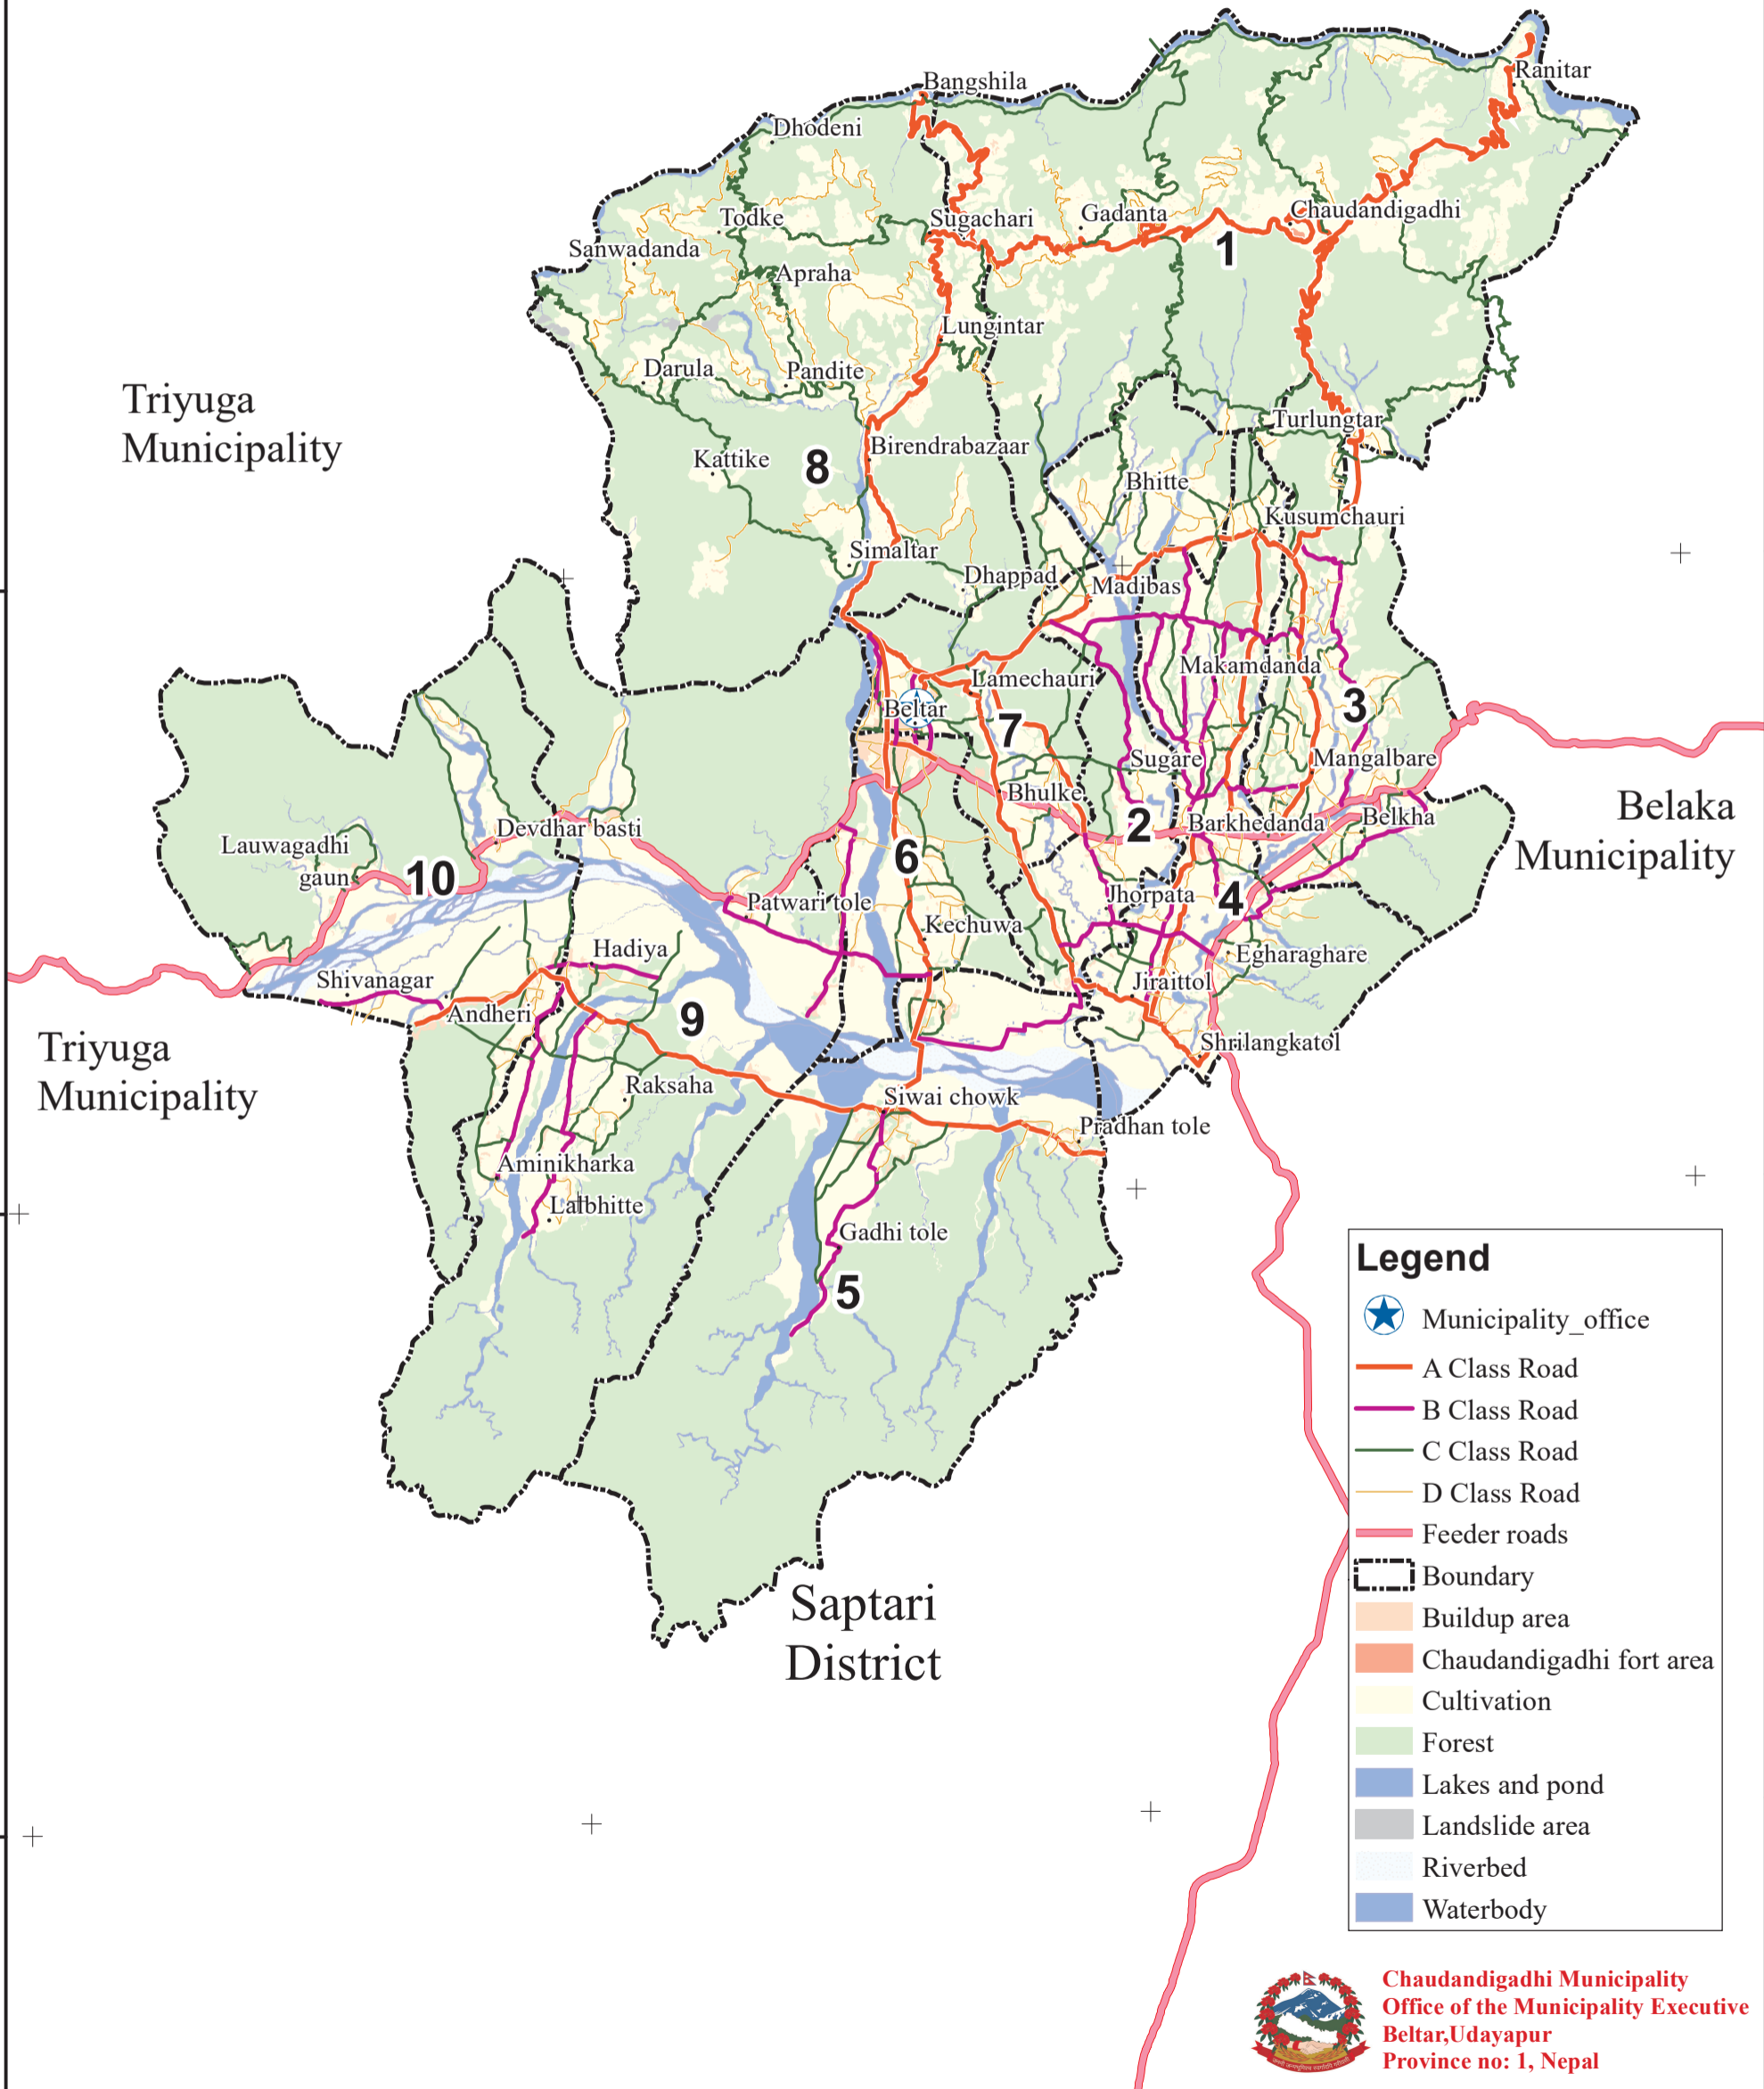 Bangshila
Ranitar
Dhodeni
Todke
Sugachari
Gadanta
Chaudandigadhi
1
Sanwadanda
Apraha
Lungintar
Darula
Pandite
Triyuga
Municipality
Turlungtar
Kattike
8
Birendrabazaar
Bhitte
Kusumchauri
Simaltar
Dhappad
Madibas
Makamdanda
Lamechauri
3
Beltar
7
Sugare
Mangalbare
Bhulke
Belaka
Municipality
2
Barkhedanda
Belkha
Devdhar basti
Lauwagadhi
gaun
10
6
Patwari tole
Jhorpata
4
Kechuwa
Hadiya
Egharaghare
Shivanagar
Jiraittol
Andheri
9
Shrilangkatol
Triyuga
Municipality
Raksaha
Siwai chowk
Pradhan tole
Aminikharka
Lalbhitte
Gadhi tole
5
Saptari
District
Legend
Municipality_office
A Class Road
B Class Road
C Class Road
D Class Road
Feeder roads
Boundary
Buildup area
Chaudandigadhi fort area
Cultivation
Forest
Lakes and pond
Landslide area
Riverbed
Waterbody
Chaudandigadhi Municipality
Office of the Municipality Executive
Beltar,Udayapur
Province no: 1, Nepal